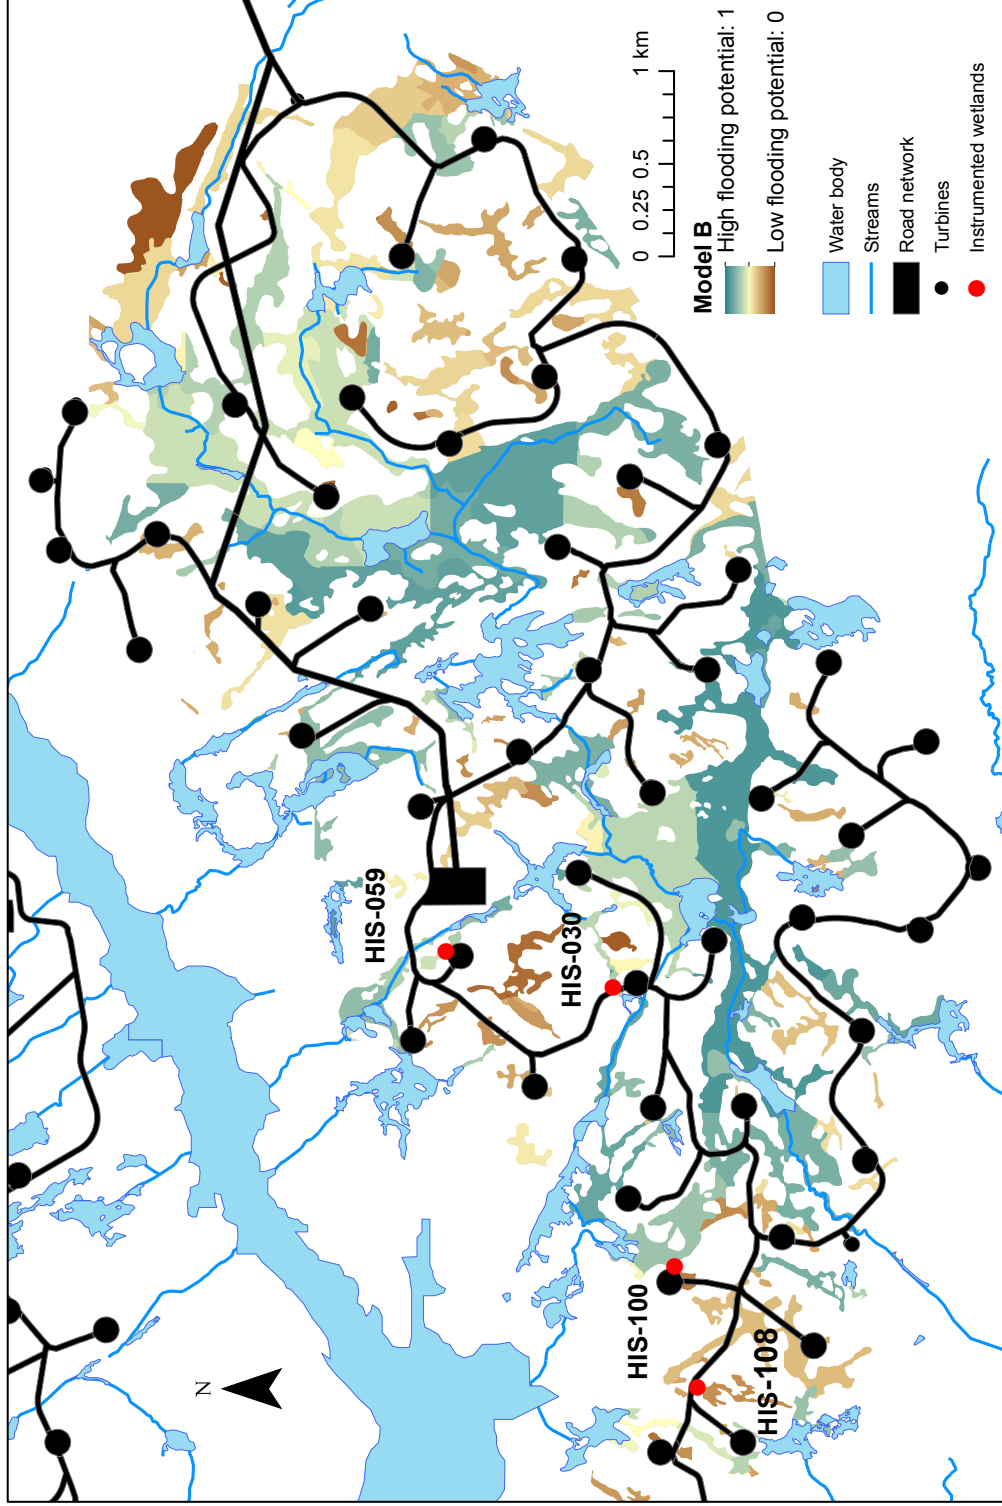 HIS-059
HIS-030
HIS-100
HIS-108
N
0 0.25 0.5 1 km
Model B
High flooding potential: 1
Low flooding potential: 0
Water body
Streams
Road network
Turbines
Instrumented wetlands